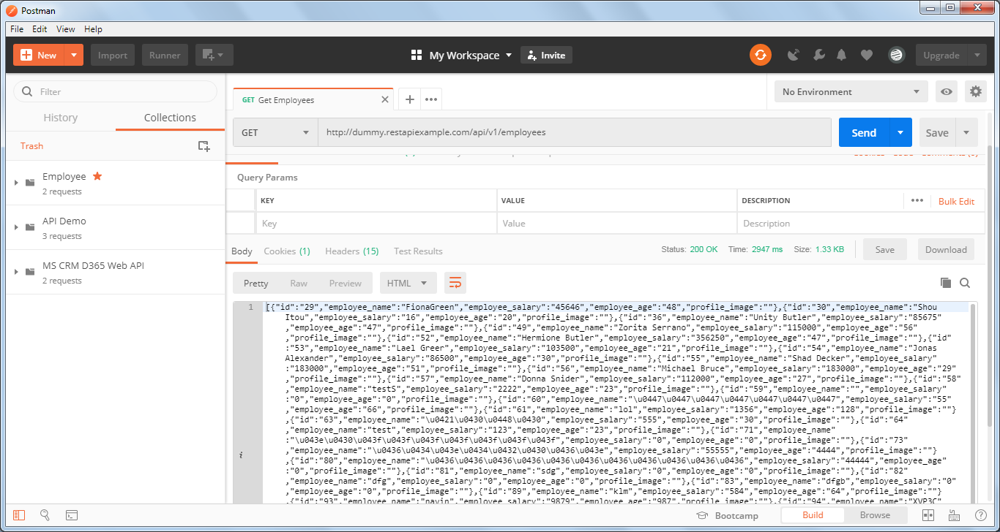 Postman
File Edit View Help
New Import Runner My Workspace Invite Upgrade
Filter
History Collections
Trash
Employee
2 requests
API Demo
3 requests
MS CRM D365 Web API
2 requests
GET Get Employees No Environment
GET http://dummy.restapiexample.com/api/v1/employees Send Save
Query Params
KEY VALUE DESCRIPTION Bulk Edit
Key Value Description
Body Cookies (1) Headers (15) Test Results Status: 200 OK Time: 2947 ms Size: 1.33 KB Save Download
Pretty Raw Preview HTML
1 [{"id":"29","employee_name":"FionaGreen","employee_salary":"45646","employee_age":"48","profile_image":""},{"id":"30","employee_name":"Shou
Itou","employee_salary":"16","employee_age":"20","profile_image":""},{"id":"36","employee_name":"Unity Butler","employee_salary":"85675"
,"employee_age":"47","profile_image":""},{"id":"49","employee_name":"Zorita Serrano","employee_salary":"115000","employee_age":"56"
,"profile_image":""},{"id":"52","employee_name":"Hermione Butler","employee_salary":"356250","employee_age":"47","profile_image":""},{"id"
:"53","employee_name":"Lael Greer","employee_salary":"103500","employee_age":"21","profile_image":""},{"id":"54","employee_name":"Jonas
Alexander","employee_salary":"86500","employee_age":"30","profile_image":""},{"id":"55","employee_name":"Shad Decker","employee_salary"
:"183000","employee_age":"51","profile_image":""},{"id":"56","employee_name":"Michael Bruce","employee_salary":"183000","employee_age":"29"
,"profile_image":""},{"id":"57","employee_name":"Donna Snider","employee_salary":"112000","employee_age":"27","profile_image":""},{"id":"58"
,"employee_name":"testS","employee_salary":"2222","employee_age":"23","profile_image":""},{"id":"59","employee_name":"","employee_salary"
:"0","employee_age":"0","profile_image":""},{"id":"60","employee_name":"\u0447\u0447\u0447\u0447\u0447\u0447\u0447","employee_salary":"55"
,"employee_age":"66","profile_image":""},{"id":"61","employee_name":"lol","employee_salary":"1356","employee_age":"128","profile_image":""}
,{"id":"63","employee_name":"\u0421\u0430\u0448\u0430","employee_salary":"555","employee_age":"30","profile_image":""},{"id":"64"
,"employee_name":"test","employee_salary":"123","employee_age":"23","profile_image":""},{"id":"71","employee_name"
:"\u043e\u0430\u043f\u043f\u043f\u043f\u043f\u043f","employee_salary":"0","employee_age":"0","profile_image":""},{"id":"73"
,"employee_name":"\u0436\u0434\u043e\u0434\u0432\u0430\u0436\u043e","employee_salary":"55555","employee_age":"4444","profile_image":""}
,{"id":"80","employee_name":"\u0436\u0436\u0436\u0436\u0436\u0436\u0436\u0436\u0436\u0436\u0436","employee_salary":"44444","employee_age"
:"0","profile_image":""},{"id":"81","employee_name":"sdg","employee_salary":"0","employee_age":"0","profile_image":""},{"id":"82"
,"employee_name":"dfg","employee_salary":"0","employee_age":"0","profile_image":""},{"id":"83","employee_name":"dfgb","employee_salary":"0"
,"employee_age":"0","profile_image":""},{"id":"89","employee_name":"klm","employee_salary":"584","employee_age":"64","profile_image":""}
,{"id":"93","employee_name":"navin","employee_salary":"9879","employee_age":"987","profile_image":""},{"id":"94","employee_name":"XVP3C"
Bootcamp Build Browse